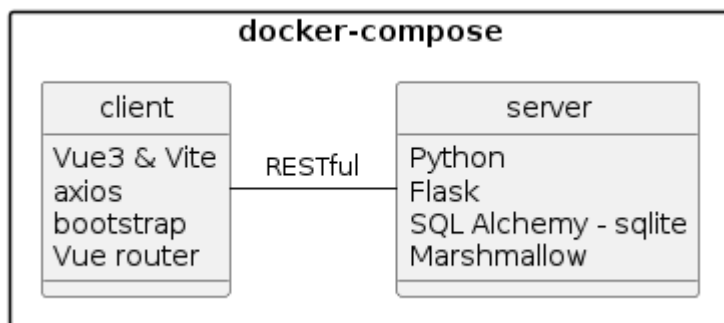 docker-compose
client
Vue3 & Vite
axios
bootstrap
Vue router
RESTful
server
Python
Flask
SQL Alchemy - sqlite
Marshmallow